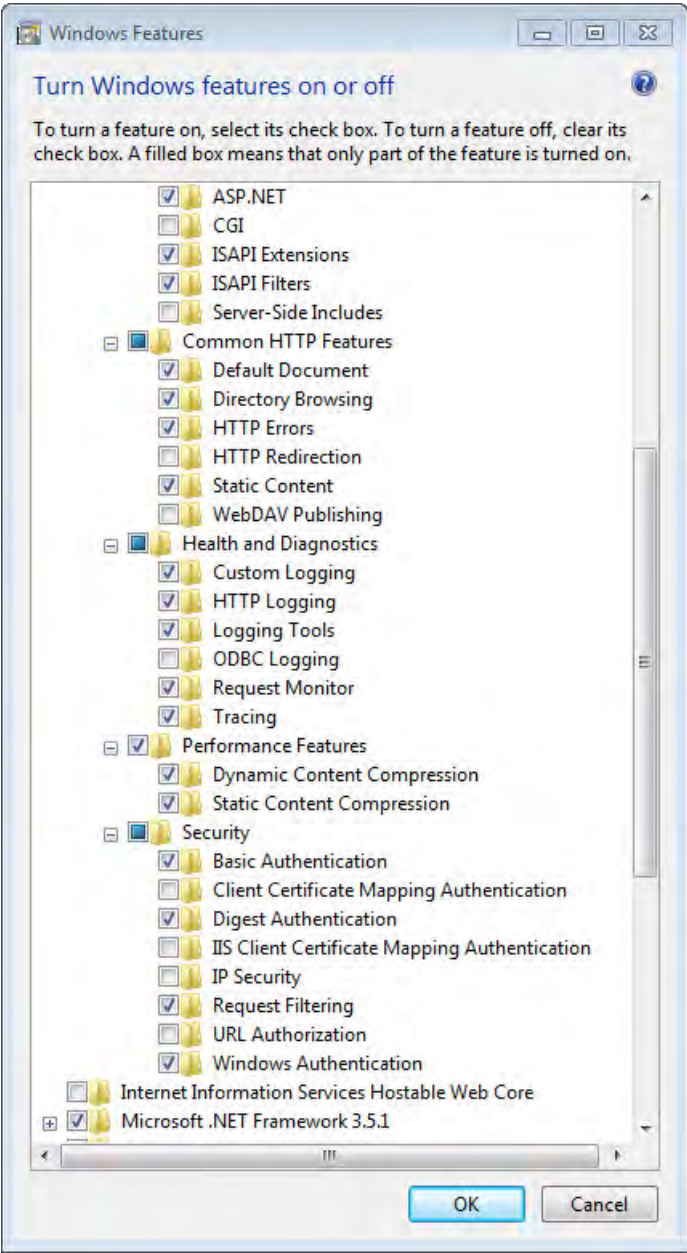 Windows Features
Turn Windows features on or off
To turn a feature on, select its check box. To turn a feature off, clear its
check box. A filled box means that only part of the feature is turned on.
ASP.NET
CGI
ISAPI Extensions
ISAPI Filters
Server-Side Includes
Common HTTP Features
Default Document
Directory Browsing
HTTP Errors
HTTP Redirection
Static Content
WebDAV Publishing
Health and Diagnostics
Custom Logging
HTTP Logging
Logging Tools
ODBC Logging
Request Monitor
Tracing
Performance Features
Dynamic Content Compression
Static Content Compression
Security
Basic Authentication
Client Certificate Mapping Authentication
Digest Authentication
IIS Client Certificate Mapping Authentication
IP Security
Request Filtering
URL Authorization
Windows Authentication
Internet Information Services Hostable Web Core
Microsoft .NET Framework 3.5.1
OK Cancel